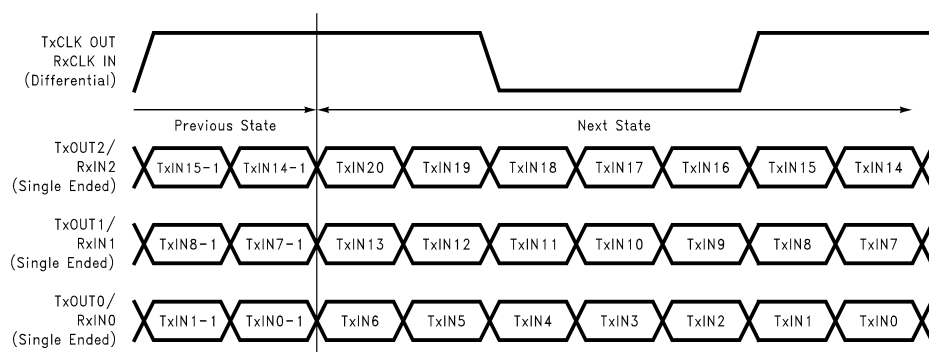 TxCLK OUT
RxCLK IN
(Differential)
Previous State
Next State
TxOUT2/
RxIN2
(Single Ended)
TxIN15-1 TxIN14-1 TxIN20 TxIN19 TxIN18 TxIN17 TxIN16 TxIN15 TxIN14
TxOUT1/
RxIN1
(Single Ended)
TxIN8-1 TxIN7-1 TxIN13 TxIN12 TxIN11 TxIN10 TxIN9 TxIN8 TxIN7
TxOUT0/
RxIN0
(Single Ended)
TxIN1-1 TxIN0-1 TxIN6 TxIN5 TxIN4 TxIN3 TxIN2 TxIN1 TxIN0